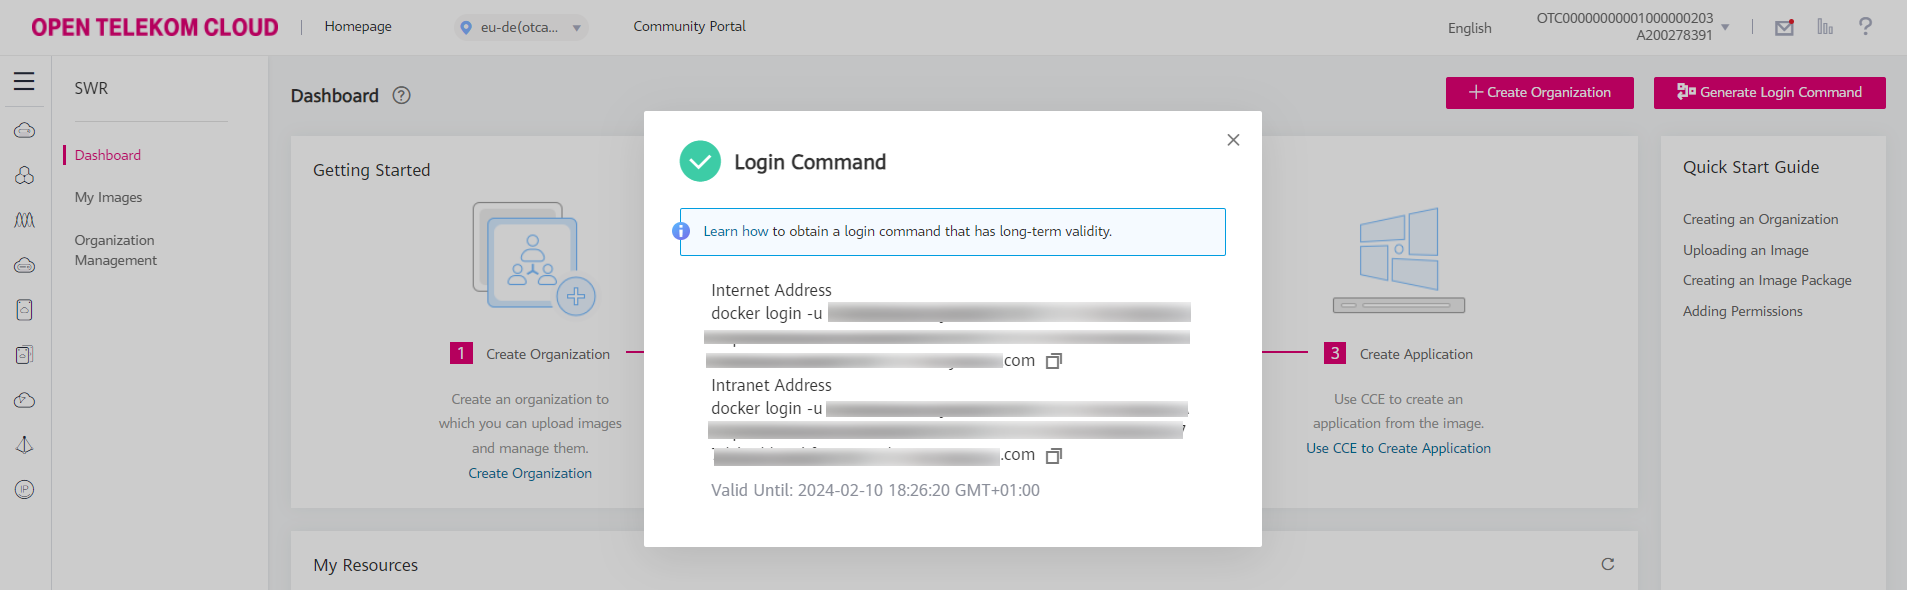 OPEN TELEKOM CLOUD
Homepage
eu-de(otca...
Community Portal
English
OTC00000000001000000203
A200278391
SWR
Dashboard
My Images
Organization
Management
Dashboard
Create Organization
Generate Login Command
Getting Started
1 Create Organization
Create an organization to
which you can upload images
and manage them.
Create Organization
Login Command
Learn how to obtain a login command that has long-term validity.
Internet Address
docker login -u
com
Intranet Address
docker login -u
.com
Valid Until: 2024-02-10 18:26:20 GMT+01:00
3 Create Application
Use CCE to create an
application from the image.
Use CCE to Create Application
Quick Start Guide
Creating an Organization
Uploading an Image
Creating an Image Package
Adding Permissions
My Resources
IP